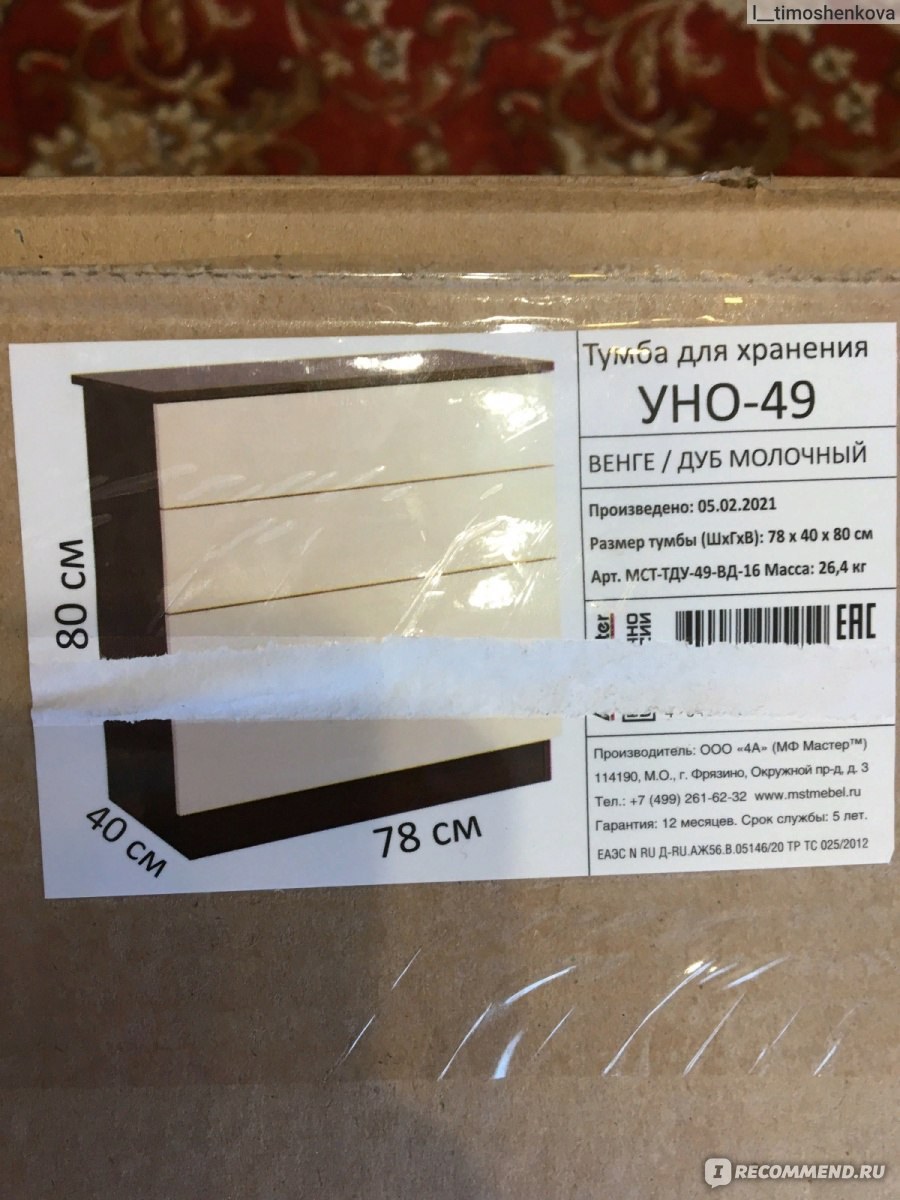 I__timoshenkova
Тумба для хранения
УНО-49
ВЕНГЕ / ДУБ МОЛОЧНЫЙ
Произведено: 05.02.2021
Размер тумбы (ШхГхВ): 78 х 40 х 80 см
Арт. МСТ-ТДУ-49-ВД-16 Масса: 26,4 кг
EAC
80 см
40 см
78 см
Производитель: ООО «4А» (МФ Мастер™)
114190, М.О., г. Фрязино, Окружной пр-д, д. 3
Тел.: +7 (499) 261-62-32 www.mstmebel.ru
Гарантия: 12 месяцев. Срок службы: 5 лет.
ЕАЭС N RU Д-RU.АЖ56.В.05146/20 ТР ТС 025/2012
IRECOMMEND.RU